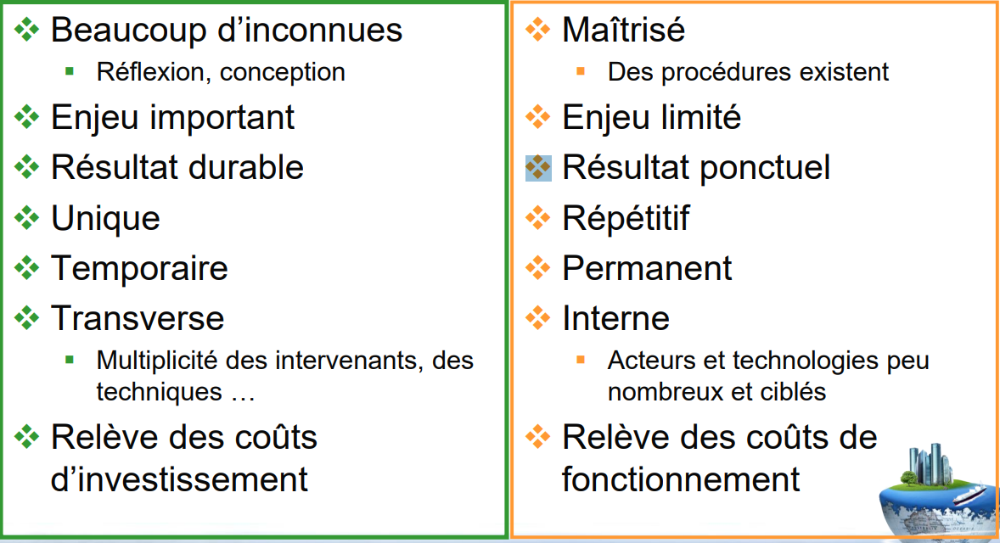 Beaucoup d’inconnues
Réflexion, conception
Enjeu important
Résultat durable
Unique
Temporaire
Transverse
Multiplicité des intervenants, des
techniques …
Relève des coûts
d’investissement
Maîtrisé
Des procédures existent
Enjeu limité
Résultat ponctuel
Répétitif
Permanent
Interne
Acteurs et technologies peu
nombreux et ciblés
Relève des coûts de
fonctionnement